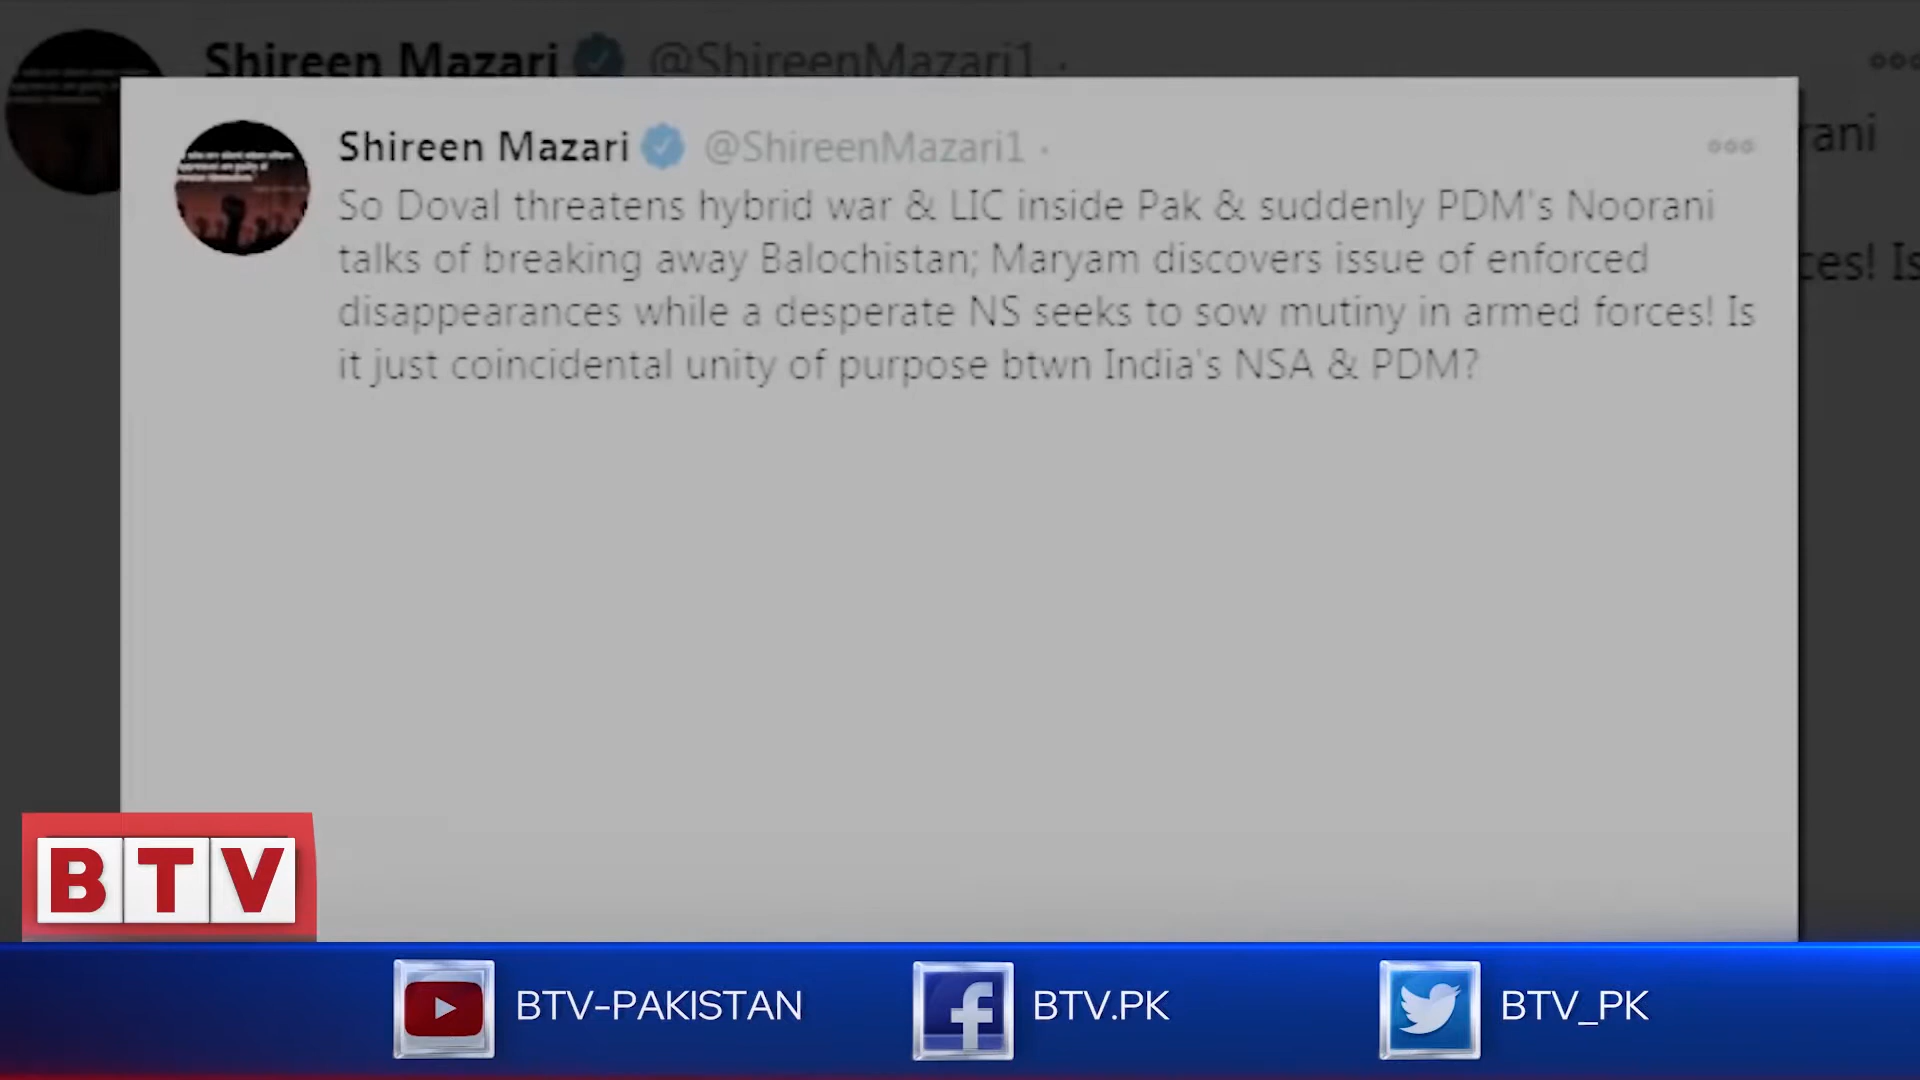 Shireen Mazari @ShireenMazari1 ·
rani
ces! Is
Shireen Mazari @ShireenMazari1 ·
So Doval threatens hybrid war & LIC inside Pak & suddenly PDM's Noorani
talks of breaking away Balochistan; Maryam discovers issue of enforced
disappearances while a desperate NS seeks to sow mutiny in armed forces! Is
it just coincidental unity of purpose btwn India's NSA & PDM?
BTV
BTV-PAKISTAN
BTV.PK
BTV_PK